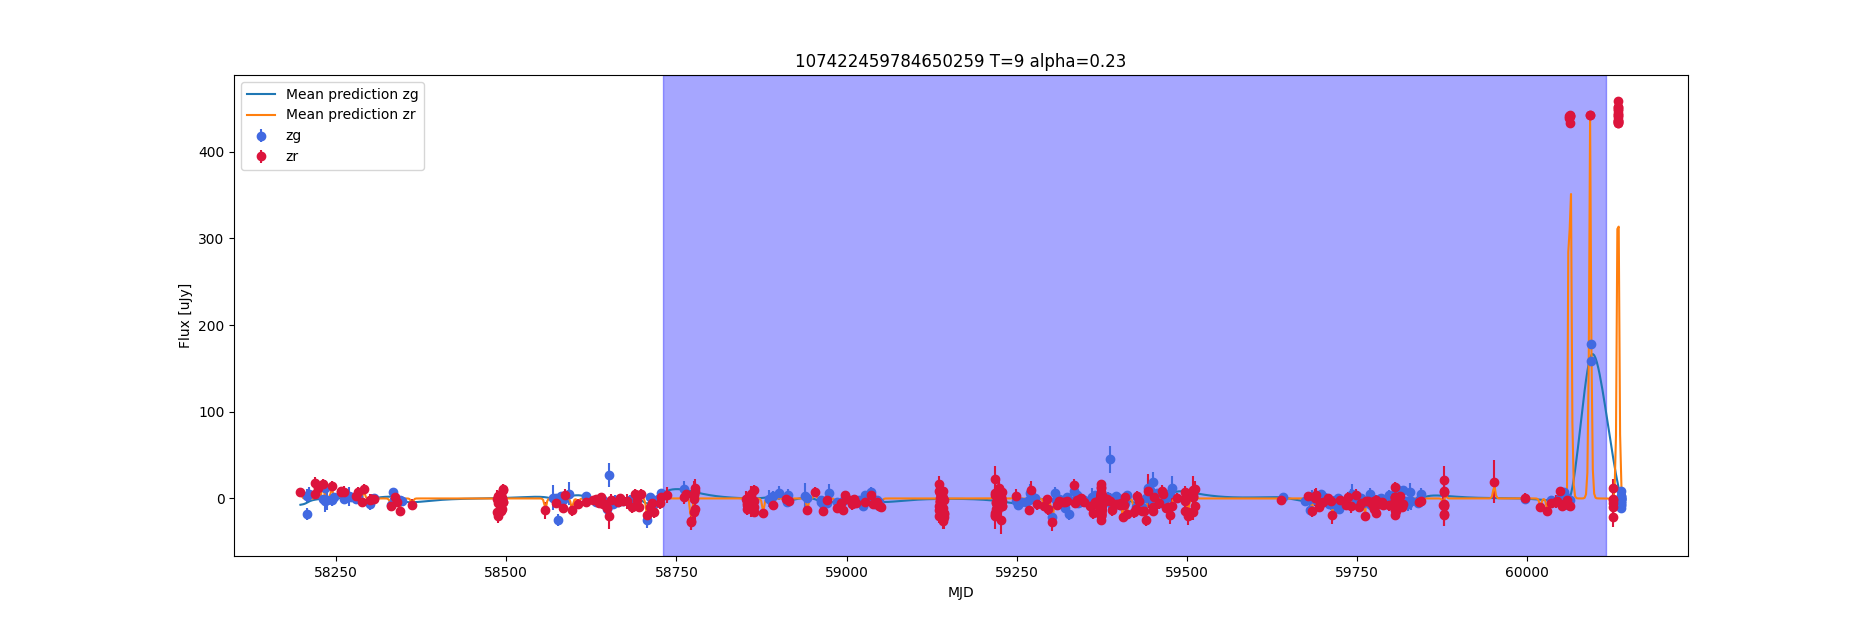 107422459784650259 T=9 alpha=0.23
Mean prediction zg
Mean prediction zr
zg
zr
Flux [uJy]
400
300
200
100
0
58250 58500 58750 59000 59250 59500 59750 60000
MJD